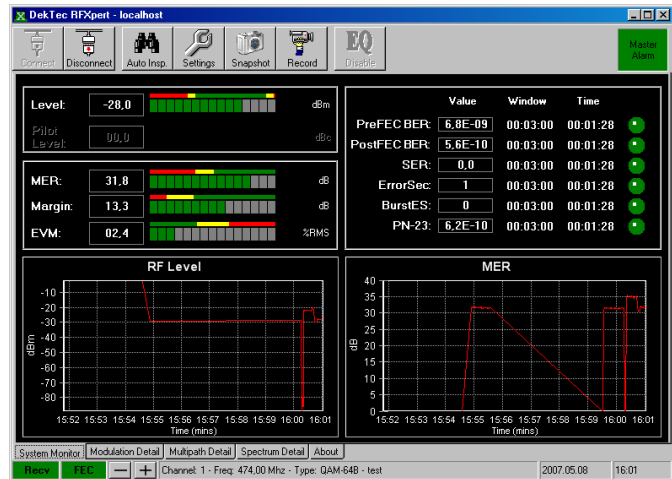 DekTec RFXpert - localhost
Connect Disconnect Auto Insp. Settings Snapshot Record EQ Disable Master Alarm
Level: -28,0 dBm
Pilot Level: 00,0 dBc
MER: 31,8 dB
Margin: 13,3 dB
EVM: 02,4 %RMS
Value Window Time
PreFEC BER: 6,8E-09 00:03:00 00:01:28
PostFEC BER: 5,6E-10 00:03:00 00:01:28
SER: 0,0 00:03:00 00:01:28
ErrorSec: 1 00:03:00 00:01:28
BurstES: 0 00:03:00 00:01:28
PN-23: 6,2E-10 00:03:00 00:01:28
RF Level
dBm
-10
-20
-30
-40
-50
-60
-70
-80
15:52 15:53 15:54 15:55 15:56 15:57 15:58 15:59 16:00 16:01
Time (mins)
MER
dB
40
35
30
25
20
15
10
5
0
15:52 15:53 15:54 15:55 15:56 15:57 15:58 15:59 16:00 16:01
Time (mins)
System Monitor Modulation Detail Multipath Detail Spectrum Detail About
Recv FEC — + Channel: 1 - Freq: 474,00 Mhz - Type: QAM-64B - test 2007.05.08 16:01